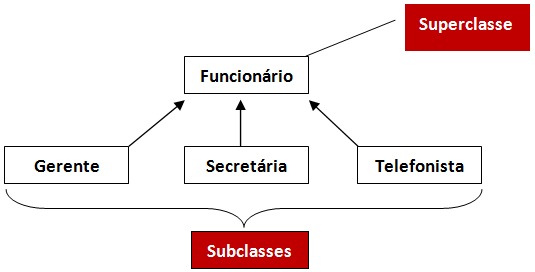 Superclasse
Funcionário
Gerente
Secretária
Telefonista
Subclasses